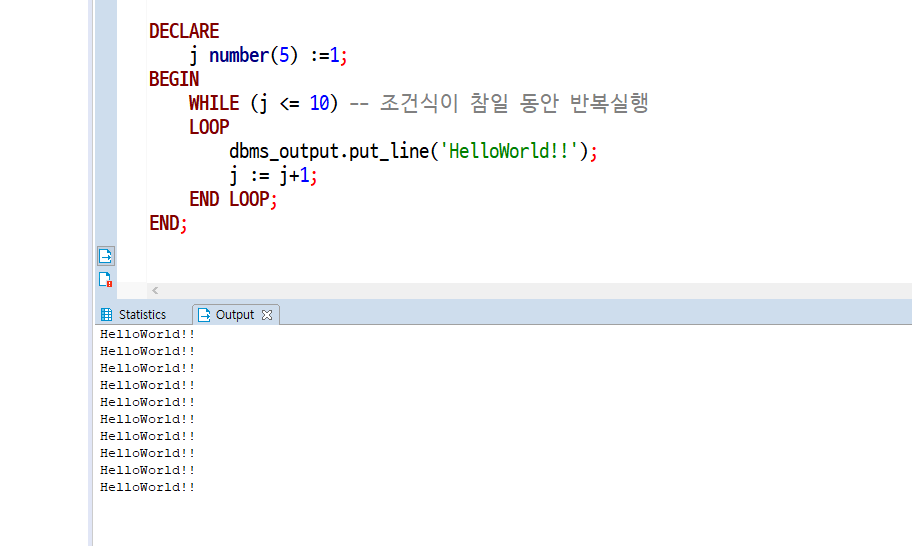 DECLARE
j number(5) :=1;
BEGIN
WHILE (j <= 10) -- 조건식이 참일 동안 반복실행
LOOP
dbms_output.put_line('HelloWorld!!');
j := j+1;
END LOOP;
END;
Statistics Output
HelloWorld!!
HelloWorld!!
HelloWorld!!
HelloWorld!!
HelloWorld!!
HelloWorld!!
HelloWorld!!
HelloWorld!!
HelloWorld!!
HelloWorld!!